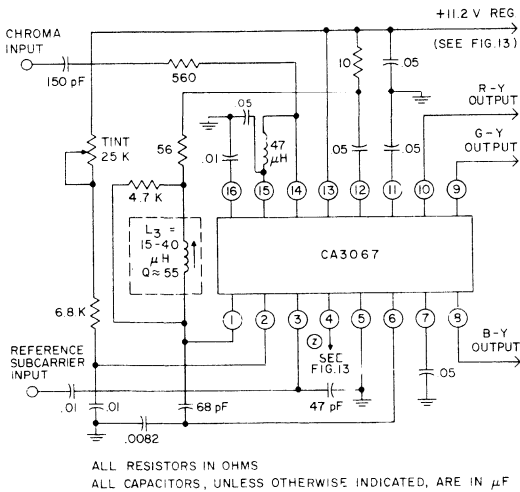 +11.2 V REG
(SEE FIG.13)
CHROMA
INPUT
150 pF
560
10
.05
R-Y
OUTPUT
G-Y
OUTPUT
TINT
25 K
56
.05
.01
47
μH
.05
.05
4.7 K
16
15
14
13
12
11
10
9
L3 =
15-40
μH
Q≈55
CA3067
6.8 K
1
2
3
4
5
6
7
8
Z
SEE
FIG.13
B-Y
OUTPUT
REFERENCE
SUBCARRIER
INPUT
.01
.01
68 pF
47 pF
.05
.0082
ALL RESISTORS IN OHMS
ALL CAPACITORS, UNLESS OTHERWISE INDICATED, ARE IN μF